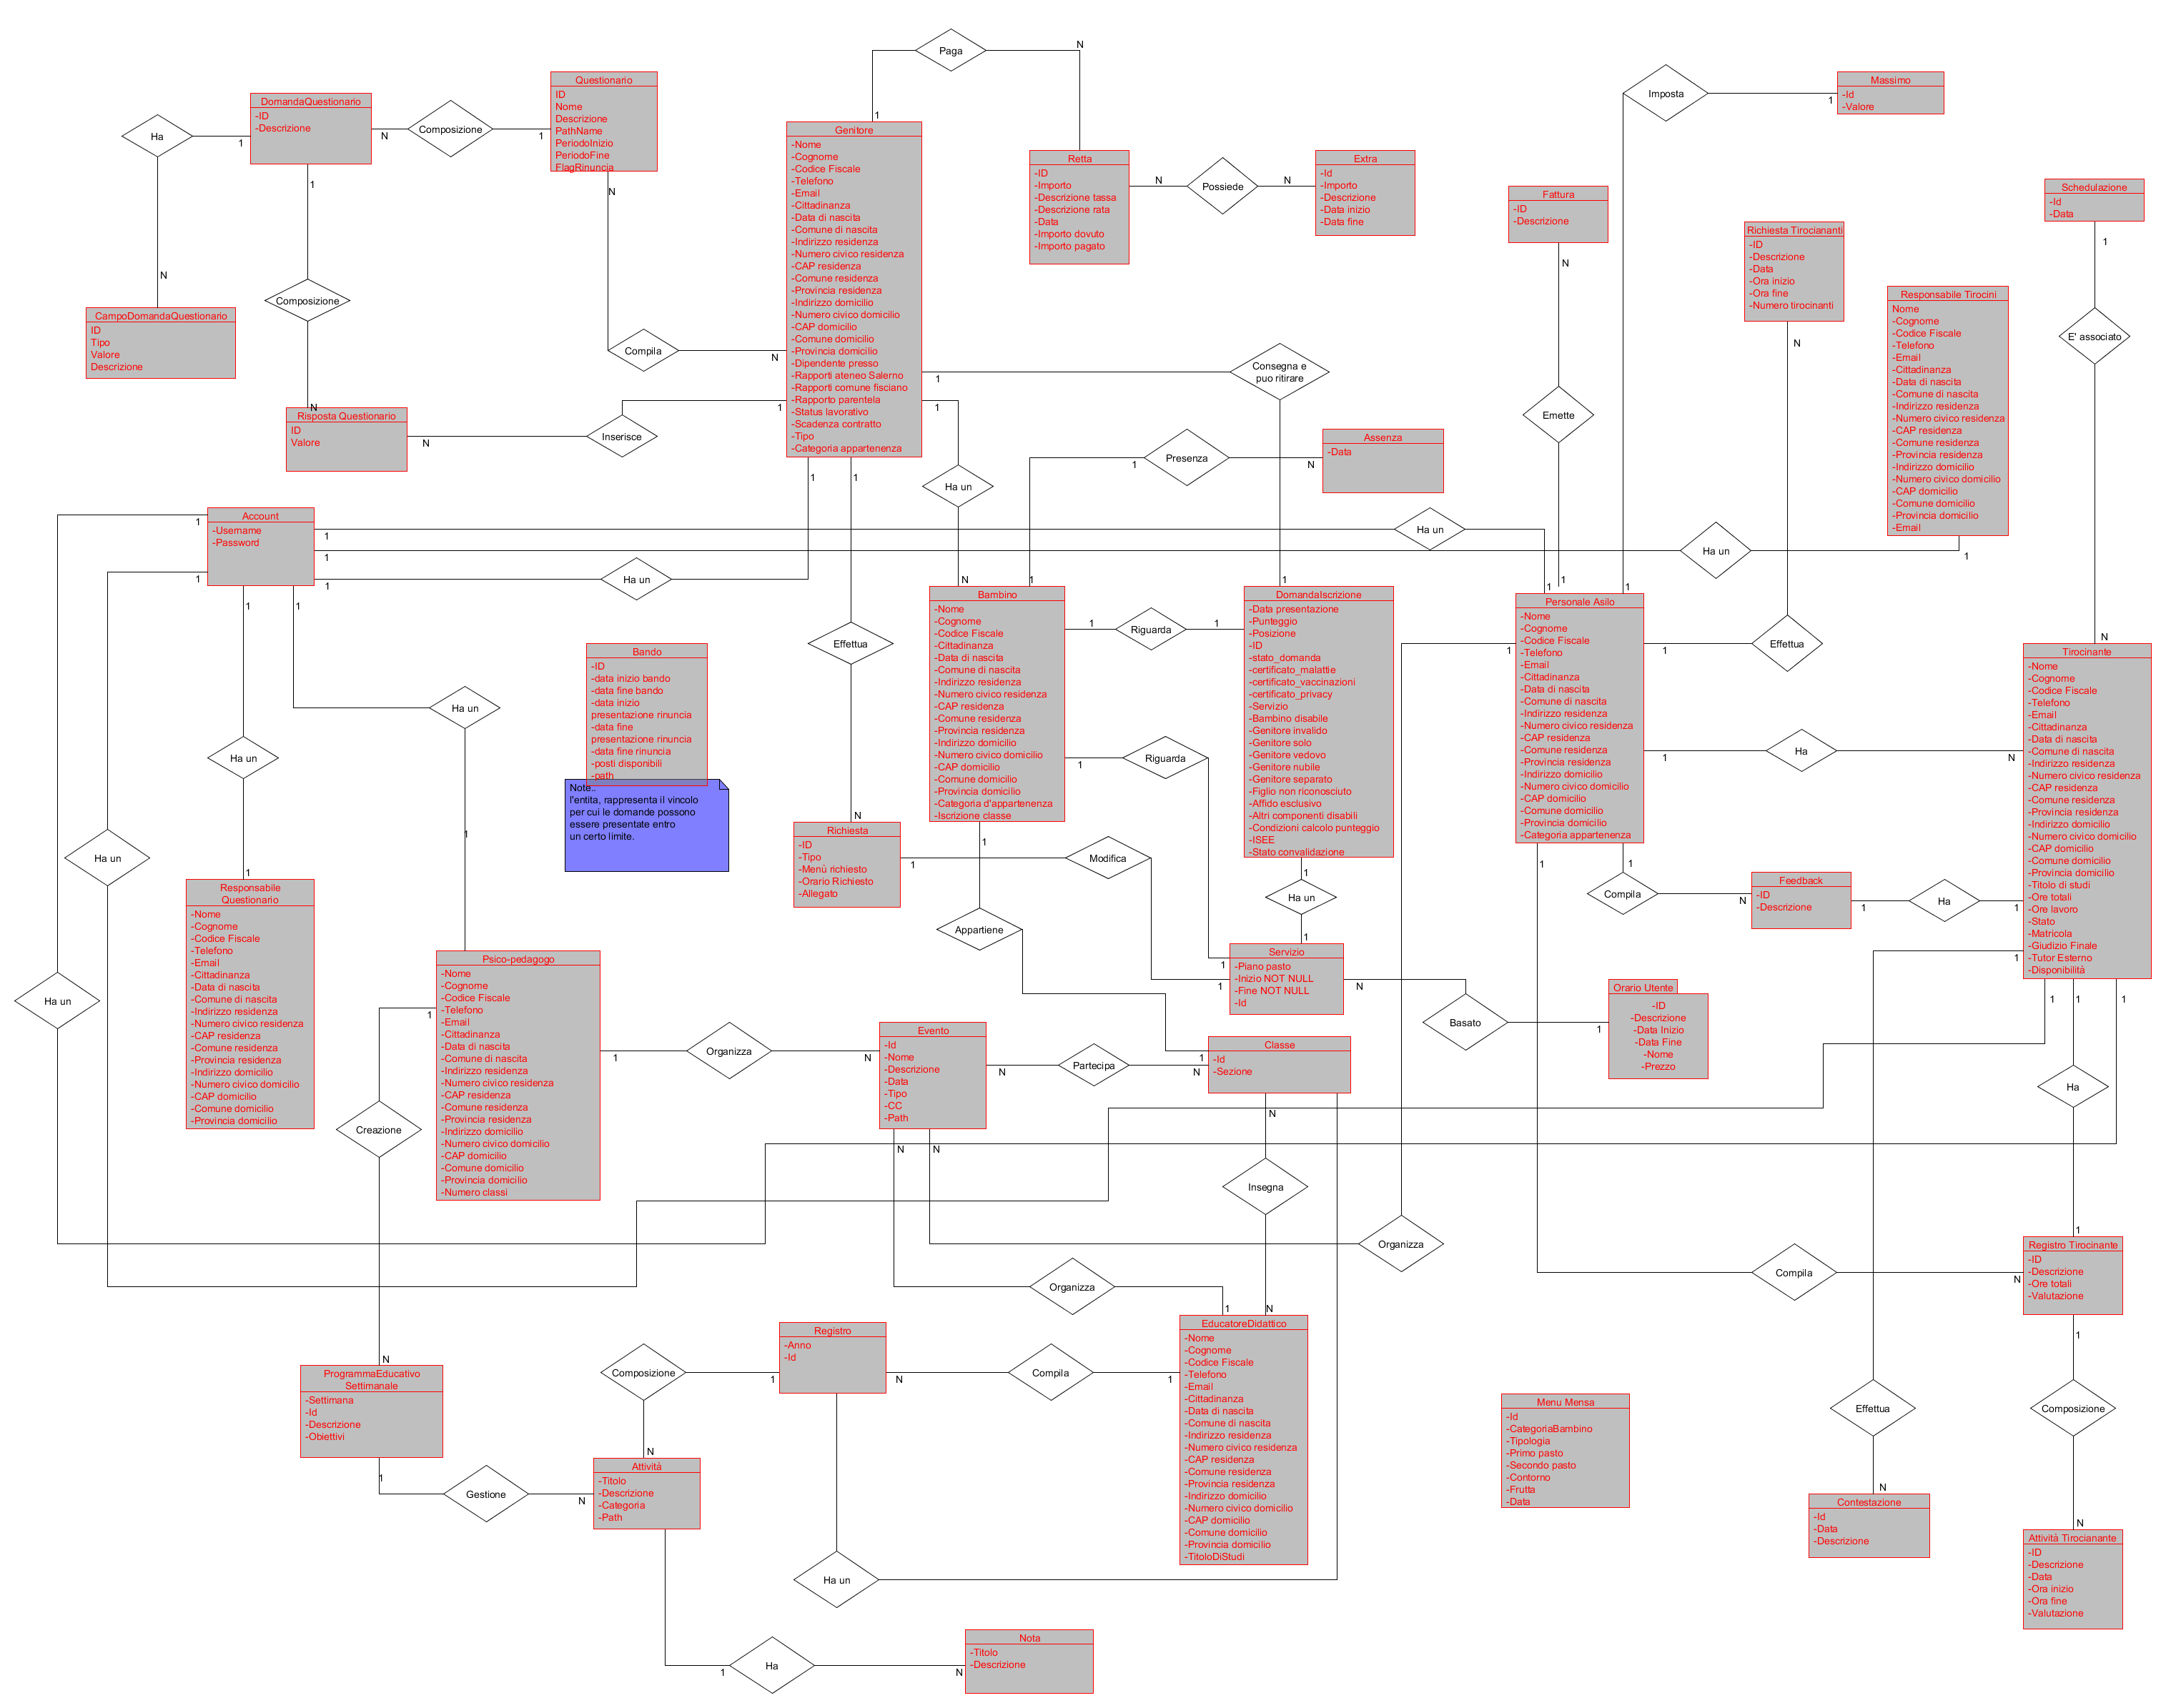 Paga
N
1
Questionario
ID
Nome
Descrizione
PathName
PeriodoInizio
PeriodoFine
FlagRinuncia
N
DomandaQuestionario
-ID
-Descrizione
Composizione
N
1
Ha
1
N
1
Composizione
N
CampoDomandaQuestionario
ID
Tipo
Valore
Descrizione
Risposta Questionario
ID
Valore
N
Inserisce
1
Compila
N
Genitore
-Nome
-Cognome
-Codice Fiscale
-Telefono
-Email
-Cittadinanza
-Data di nascita
-Comune di nascita
-Indirizzo residenza
-Numero civico residenza
-CAP residenza
-Comune residenza
-Provincia residenza
-Indirizzo domicilio
-Numero civico domicilio
-CAP domicilio
-Comune domicilio
-Provincia domicilio
-Dipendente presso
-Rapporti ateneo Salerno
-Rapporti comune fisciano
-Rapporto parentela
-Status lavorativo
-Scadenza contratto
-Tipo
-Categoria appartenenza
Retta
-ID
-Importo
-Descrizione tassa
-Descrizione rata
-Data
-Importo dovuto
-Importo pagato
N
Possiede
N
Extra
-Id
-Importo
-Descrizione
-Data inizio
-Data fine
Imposta
1
Massimo
-Id
-Valore
Fattura
-ID
-Descrizione
N
Emette
1
Richiesta Tirocinanti
-ID
-Descrizione
-Data
-Ora inizio
-Ora fine
-Numero tirocinanti
N
Schedulazione
-Id
-Data
1
E' associato
N
Responsabile Tirocini
Nome
-Cognome
-Codice Fiscale
-Telefono
-Email
-Cittadinanza
-Data di nascita
-Comune di nascita
-Indirizzo residenza
-Numero civico residenza
-CAP residenza
-Comune residenza
-Provincia residenza
-Indirizzo domicilio
-Numero civico domicilio
-CAP domicilio
-Comune domicilio
-Provincia domicilio
-Email
1
Consegna e
puo ritirare
1
1
1
Ha un
N
Presenza
1
N
1
Assenza
-Data
Account
-Username
-Password
1
1
1
1
1
1
1
Ha un
Ha un
Ha un
1
1
1
1
Effettua
N
Bando
-ID
-data inizio bando
-data fine bando
-data inizio
presentazione rinuncia
-data fine
presentazione rinuncia
-data fine rinuncia
-posti disponibili
-path
Note..
l'entita, rappresenta il vincolo
per cui le domande possono
essere presentate entro
un certo limite.
Ha un
1
Ha un
1
Ha un
Ha un
Bambino
-Nome
-Cognome
-Codice Fiscale
-Cittadinanza
-Data di nascita
-Comune di nascita
-Indirizzo residenza
-Numero civico residenza
-CAP residenza
-Comune residenza
-Provincia residenza
-Indirizzo domicilio
-Numero civico domicilio
-CAP domicilio
-Comune domicilio
-Provincia domicilio
-Categoria d'appartenenza
-Iscrizione classe
1
Riguarda
1
1
Riguarda
1
DomandaIscrizione
-Data presentazione
-Punteggio
-Posizione
-ID
-stato_domanda
-certificato_malattie
-certificato_vaccinazioni
-certificato_privacy
-Servizio
-Bambino disabile
-Genitore invalido
-Genitore solo
-Genitore vedovo
-Genitore nubile
-Genitore separato
-Figlio non riconosciuto
-Affido esclusivo
-Altri componenti disabili
-Condizioni calcolo punteggio
-ISEE
-Stato convalidazione
1
Ha un
1
Personale Asilo
-Nome
-Cognome
-Codice Fiscale
-Telefono
-Email
-Cittadinanza
-Data di nascita
-Comune di nascita
-Indirizzo residenza
-Numero civico residenza
-CAP residenza
-Comune residenza
-Provincia residenza
-Indirizzo domicilio
-Numero civico domicilio
-CAP domicilio
-Comune domicilio
-Provincia domicilio
-Categoria appartenenza
1
1
Effettua
1
Ha
N
Tirocinante
-Nome
-Cognome
-Codice Fiscale
-Telefono
-Email
-Cittadinanza
-Data di nascita
-Comune di nascita
-Indirizzo residenza
-Numero civico residenza
-CAP residenza
-Comune residenza
-Provincia residenza
-Indirizzo domicilio
-Numero civico domicilio
-CAP domicilio
-Comune domicilio
-Provincia domicilio
-Titolo di studi
-Ore totali
-Ore lavoro
-Stato
-Matricola
-Giudizio Finale
-Tutor Esterno
-Disponibilità
Richiesta
-ID
-Tipo
-Menù richiesto
-Orario Richiesto
-Allegato
1
Modifica
1
1
Appartiene
1
1
Compila
N
Feedback
-ID
-Descrizione
1
Ha
1
1
Responsabile
Questionario
-Nome
-Cognome
-Codice Fiscale
-Telefono
-Email
-Cittadinanza
-Data di nascita
-Comune di nascita
-Indirizzo residenza
-Numero civico residenza
-CAP residenza
-Comune residenza
-Provincia residenza
-Indirizzo domicilio
-Numero civico domicilio
-CAP domicilio
-Comune domicilio
-Provincia domicilio
Psico-pedagogo
-Nome
-Cognome
-Codice Fiscale
-Telefono
-Email
-Cittadinanza
-Data di nascita
-Comune di nascita
-Indirizzo residenza
-Numero civico residenza
-CAP residenza
-Comune residenza
-Provincia residenza
-Indirizzo domicilio
-Numero civico domicilio
-CAP domicilio
-Comune domicilio
-Provincia domicilio
-Numero classi
1
Creazione
N
1
Organizza
N
Evento
-Id
-Nome
-Descrizione
-Data
-Tipo
-CC
-Path
N
Partecipa
N
N
N
Servizio
-Piano pasto
-Inizio NOT NULL
-Fine NOT NULL
-Id
N
Basato
1
Orario Utente
-ID
-Descrizione
-Data Inizio
-Data Fine
-Nome
-Prezzo
Classe
-Id
-Sezione
N
Insegna
N
1
1
1
Ha
1
Organizza
Organizza
1
1
Compila
N
Registro Tirocinante
-ID
-Descrizione
-Ore totali
-Valutazione
1
Composizione
N
ProgrammaEducativo
Settimanale
-Settimana
-Id
-Descrizione
-Obiettivi
1
Gestione
N
Composizione
1
N
Registro
-Anno
-Id
N
Compila
1
EducatoreDidattico
-Nome
-Cognome
-Codice Fiscale
-Telefono
-Email
-Cittadinanza
-Data di nascita
-Comune di nascita
-Indirizzo residenza
-Numero civico residenza
-CAP residenza
-Comune residenza
-Provincia residenza
-Indirizzo domicilio
-Numero civico domicilio
-CAP domicilio
-Comune domicilio
-Provincia domicilio
-TitoloDiStudi
Menu Mensa
-Id
-CategoriaBambino
-Tipologia
-Primo pasto
-Secondo pasto
-Contorno
-Frutta
-Data
Effettua
N
Contestazione
-Id
-Data
-Descrizione
Attività Tirocianante
-ID
-Descrizione
-Data
-Ora inizio
-Ora fine
-Valutazione
Attività
-Titolo
-Descrizione
-Categoria
-Path
Ha un
1
Ha
N
Nota
-Titolo
-Descrizione